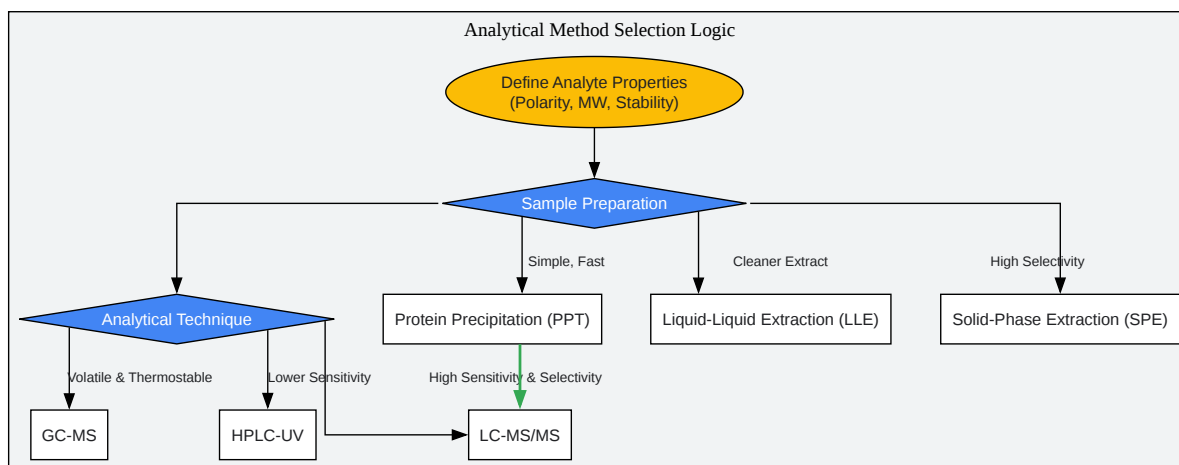 Analytical Method Selection Logic
Define Analyte Properties
(Polarity, MW, Stability)
Sample Preparation
Simple, Fast
Cleaner Extract
High Selectivity
Analytical Technique
Protein Precipitation (PPT)
Liquid-Liquid Extraction (LLE)
Solid-Phase Extraction (SPE)
Volatile & Thermostable
Lower Sensitivity
High Sensitivity & Selectivity
GC-MS
HPLC-UV
LC-MS/MS